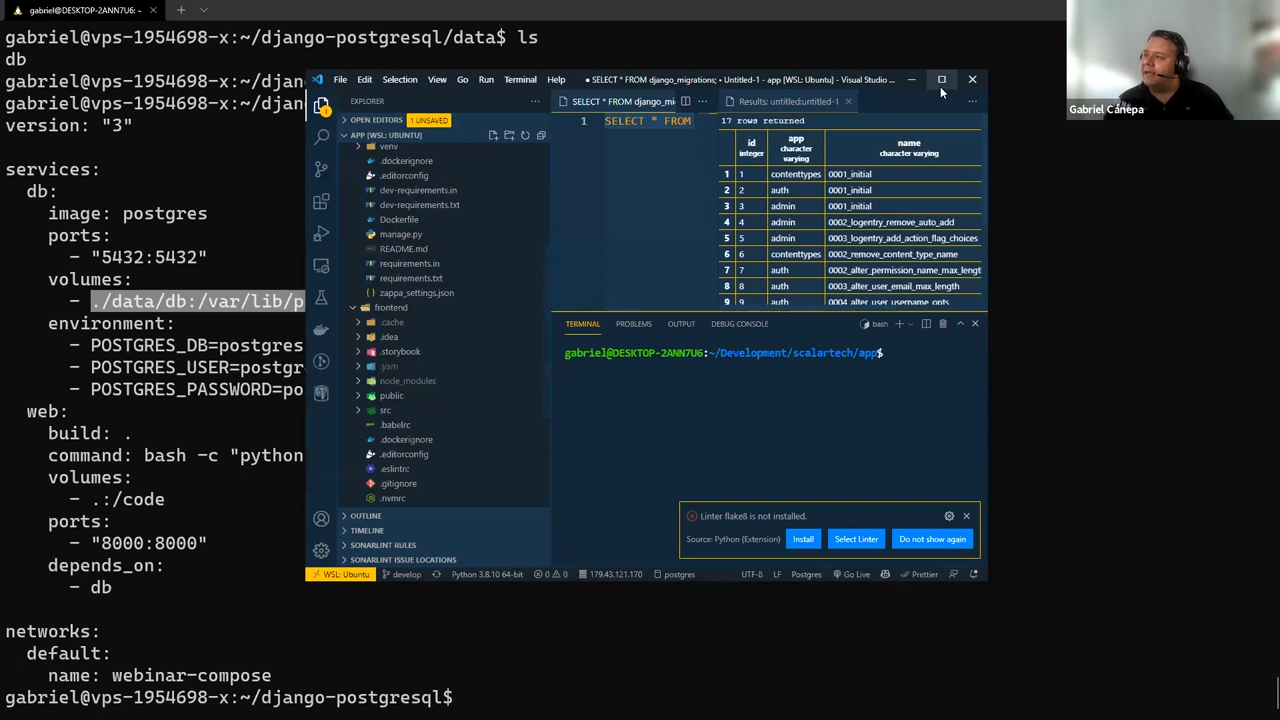 gabriel@DESKTOP-2ANN7U6: ~
gabriel@vps-1954698-x:~/django-postgresql/data$ ls
db
gabriel@vps-1954698-x:~/djan
gabriel@vps-1954698-x:~/djan
version: "3"
services:
db:
image: postgres
ports:
- "5432:5432"
volumes:
- ./data/db:/var/lib/p
environment:
- POSTGRES_DB=postgres
- POSTGRES_USER=postgr
- POSTGRES_PASSWORD=po
web:
build: .
command: bash -c "python
volumes:
- .:/code
ports:
- "8000:8000"
depends_on:
- db
networks:
default:
name: webinar-compose
gabriel@vps-1954698-x:~/django-postgresql$
File Edit Selection View Go Run Terminal Help
● SELECT * FROM django_migrations; • Untitled-1 - app [WSL: Ubuntu] - Visual Studio ...
EXPLORER
OPEN EDITORS 1 UNSAVED
APP [WSL: UBUNTU]
venv
.dockerignore
.editorconfig
dev-requirements.in
dev-requirements.txt
Dockerfile
manage.py
README.md
requirements.in
requirements.txt
zappa_settings.json
frontend
.cache
.idea
.storybook
.yarn
node_modules
public
src
.babelrc
.dockerignore
.editorconfig
.eslintrc
.gitignore
.nvmrc
OUTLINE
TIMELINE
SONARLINT RULES
SONARLINT ISSUE LOCATIONS
SELECT * FROM django_mi
1 SELECT * FROM
Results: untitled:untitled-1
17 rows returned
id integer app character varying name character varying
1 1 contenttypes 0001_initial
2 2 auth 0001_initial
3 3 admin 0001_initial
4 4 admin 0002_logentry_remove_auto_add
5 5 admin 0003_logentry_add_action_flag_choices
6 6 contenttypes 0002_remove_content_type_name
7 7 auth 0002_alter_permission_name_max_lengt
8 8 auth 0003_alter_user_email_max_length
9 9 auth 0004_alter_user_username_opts
TERMINAL PROBLEMS OUTPUT DEBUG CONSOLE
bash
gabriel@DESKTOP-2ANN7U6:~/Development/scalartech/app$
Linter flake8 is not installed.
Source: Python (Extension)
Install Select Linter Do not show again
WSL: Ubuntu develop Python 3.8.10 64-bit 0 0 179.43.121.170 postgres
UTF-8 LF Postgres Go Live Prettier
Gabriel Cánepa